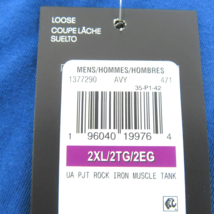 LOOSE
COUPE LÂCHE
SUELTO
MENS/HOMMES/HOMBRES
1377290 AVY 471
35-P1-42
1 96040 19976 4
2XL/2TG/2EG
UA PJT ROCK IRON MUSCLE TANK